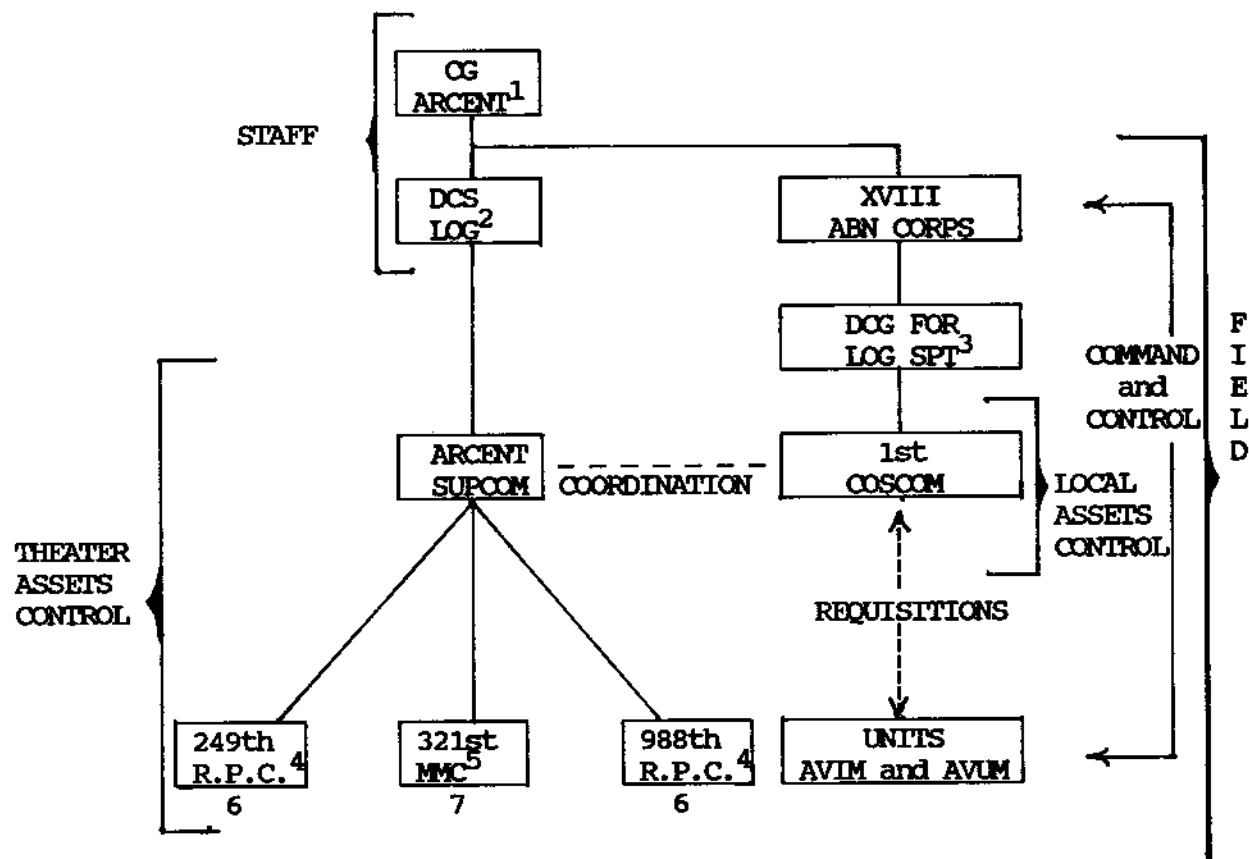 CG
ARCENT1
STAFF
DCS
LOG2
XVIII
ABN CORPS
DCG FOR
LOG SPT3
COMMAND
and
CONTROL
F
I
E
L
D
ARCENT
SUPCOM
COORDINATION
1st
COSCOM
LOCAL
ASSETS
CONTROL
THEATER
ASSETS
CONTROL
REQUISITIONS
249th
R.P.C.4
6
321st
MMC5
7
988th
R.P.C.4
6
UNITS
AVIM and AVUM